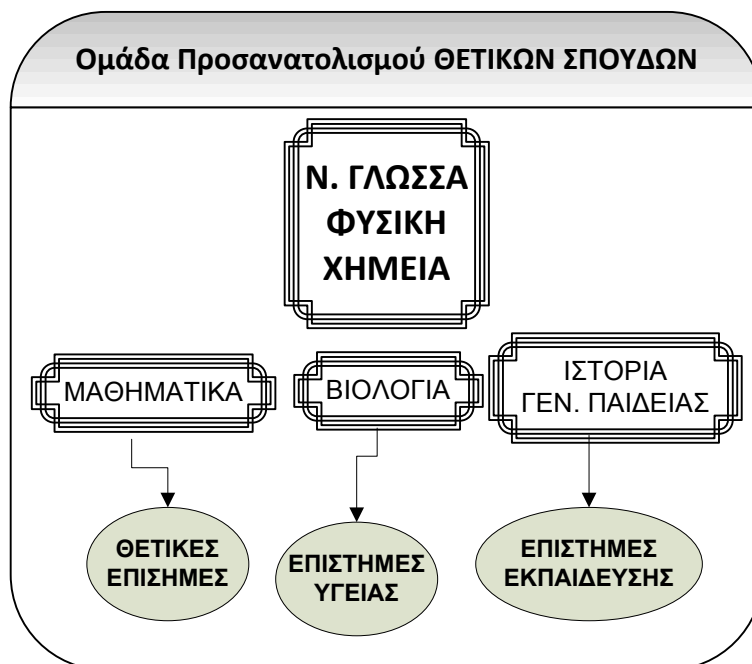 Ομάδα Προσανατολισμού ΘΕΤΙΚΩΝ ΣΠΟΥΔΩΝ
Ν. ΓΛΩΣΣΑ
ΦΥΣΙΚΗ
ΧΗΜΕΙΑ
ΜΑΘΗΜΑΤΙΚΑ
ΒΙΟΛΟΓΙΑ
ΙΣΤΟΡΙΑ
ΓΕΝ. ΠΑΙΔΕΙΑΣ
ΘΕΤΙΚΕΣ
ΕΠΙΣΗΜΕΣ
ΕΠΙΣΤΗΜΕΣ
ΥΓΕΙΑΣ
ΕΠΙΣΤΗΜΕΣ
ΕΚΠΑΙΔΕΥΣΗΣ